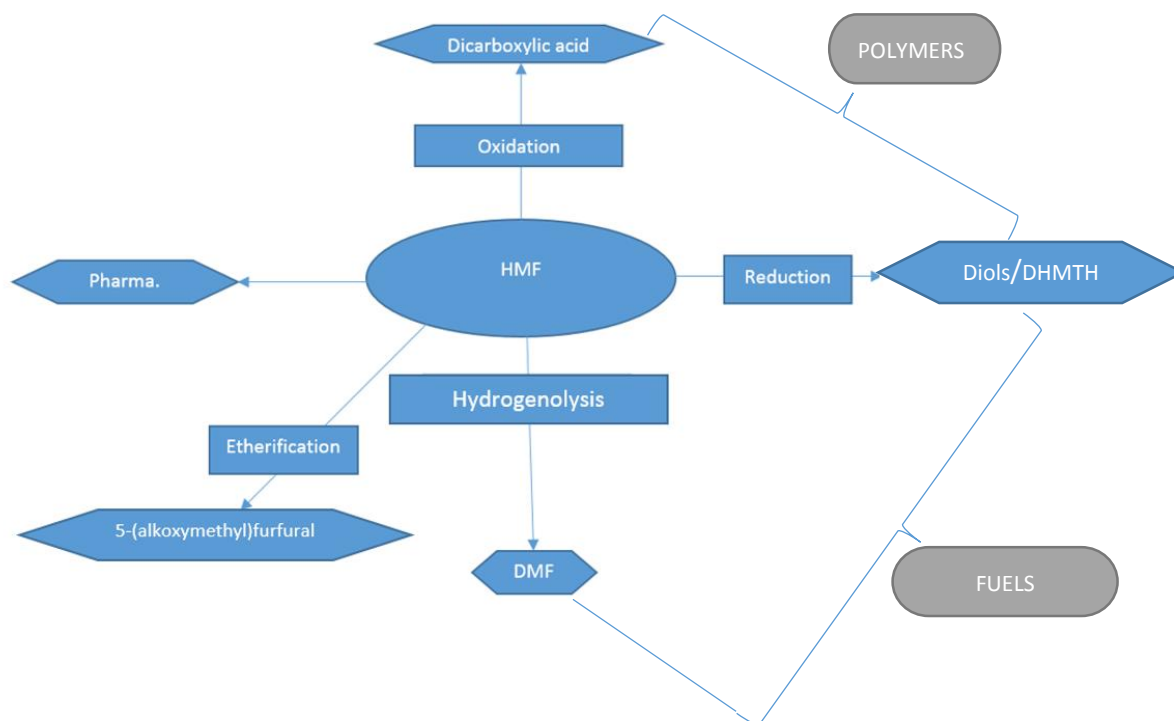 Dicarboxylic acid
POLYMERS
Oxidation
HMF
Pharma.
Reduction
Diols/DHMTH
Hydrogenolysis
Etherification
5-(alkoxymethyl)furfural
DMF
FUELS